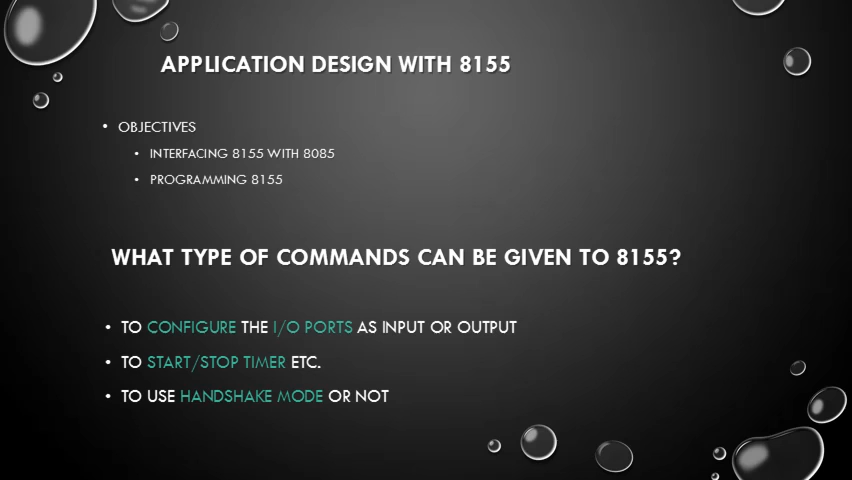 APPLICATION DESIGN WITH 8155
• OBJECTIVES
• INTERFACING 8155 WITH 8085
• PROGRAMMING 8155
WHAT TYPE OF COMMANDS CAN BE GIVEN TO 8155?
• TO CONFIGURE THE I/O PORTS AS INPUT OR OUTPUT
• TO START/STOP TIMER ETC.
• TO USE HANDSHAKE MODE OR NOT